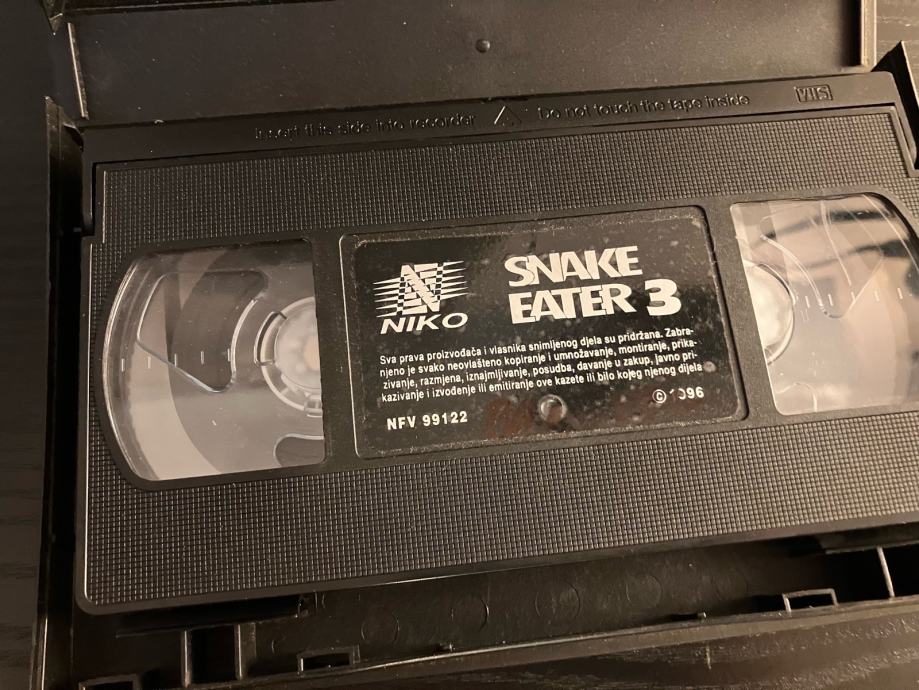 Insert this side into recorder Do not touch the tape inside VHS
NIKO
SNAKE
EATER 3
Sva prava proizvođača i vlasnika snimljenog djela su pridržana. Zabra-
njeno je svako neovlašteno kopiranje i umnožavanje, montiranje, prika-
zivanje, razmjena, iznajmljivanje, posudba, davanje u zakup, javno pri-
kazivanje i izvođenje ili emitiranje ove kazete ili bilo kojeg njenog dijela
© 1996
NFV 99122